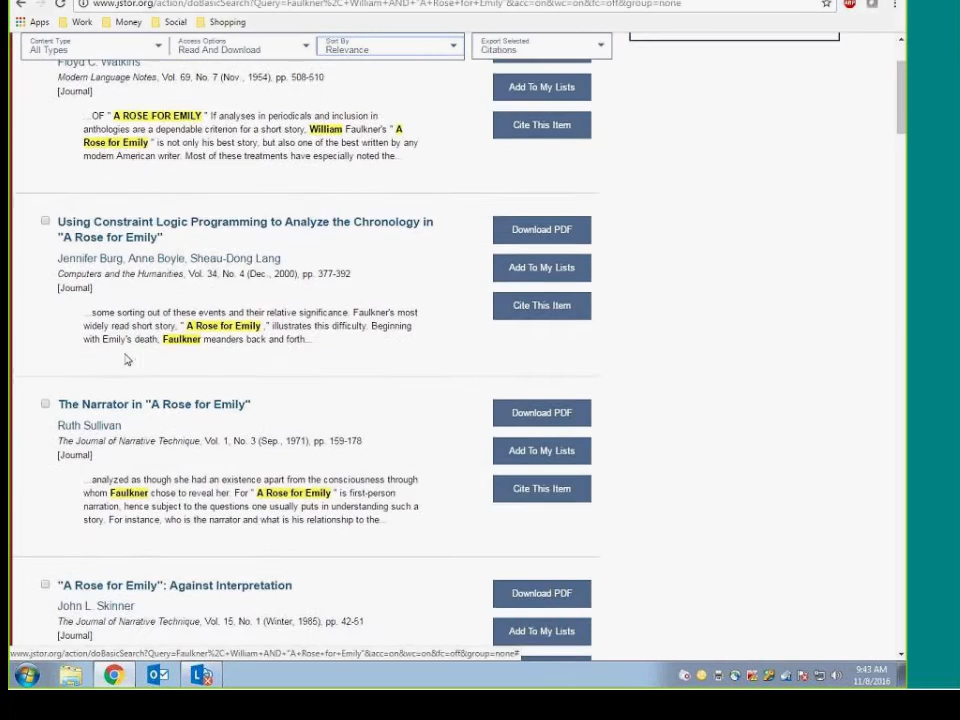 www.jstor.org/action/doBasicSearch?Query=Faulkner%2C+William+AND+"A+Rose+for+Emily"&acc=on&wc=on&fc=off&group=none
Apps Work Money Social Shopping
Content Type
All Types
Access Options
Read And Download
Sort By
Relevance
Export Selected
Citations
Floyd C. Watkins
Modern Language Notes, Vol. 69, No. 7 (Nov., 1954), pp. 508-510
[Journal]
...OF " A ROSE FOR EMILY " If analyses in periodicals and inclusion in
anthologies are a dependable criterion for a short story, William Faulkner's " A
Rose for Emily " is not only his best story, but also one of the best written by any
modern American writer. Most of these treatments have especially noted the...
Add To My Lists
Cite This Item
Using Constraint Logic Programming to Analyze the Chronology in
"A Rose for Emily"
Jennifer Burg, Anne Boyle, Sheau-Dong Lang
Computers and the Humanities, Vol. 34, No. 4 (Dec., 2000), pp. 377-392
[Journal]
...some sorting out of these events and their relative significance. Faulkner's most
widely read short story, " A Rose for Emily ," illustrates this difficulty. Beginning
with Emily's death, Faulkner meanders back and forth...
Download PDF
Add To My Lists
Cite This Item
The Narrator in "A Rose for Emily"
Ruth Sullivan
The Journal of Narrative Technique, Vol. 1, No. 3 (Sep., 1971), pp. 159-178
[Journal]
...analyzed as though she had an existence apart from the consciousness through
whom Faulkner chose to reveal her. For " A Rose for Emily " is first-person
narration, hence subject to the questions one usually puts in understanding such a
story. For instance, who is the narrator and what is his relationship to the...
Download PDF
Add To My Lists
Cite This Item
"A Rose for Emily": Against Interpretation
John L. Skinner
The Journal of Narrative Technique, Vol. 15, No. 1 (Winter, 1985), pp. 42-51
[Journal]
Download PDF
Add To My Lists
www.jstor.org/action/doBasicSearch?Query=Faulkner%2C+William+AND+"A+Rose+for+Emily"&acc=on&wc=on&fc=off&group=none#
9:43 AM
11/8/2016